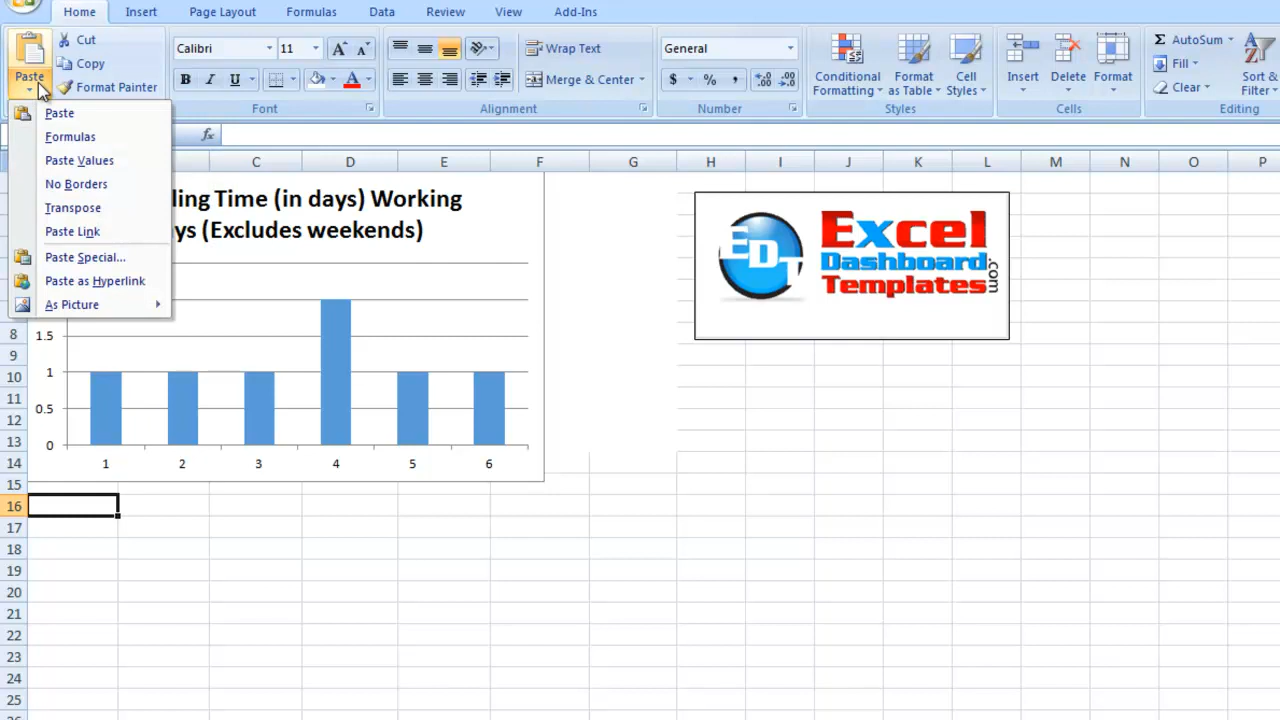 Home Insert Page Layout Formulas Data Review View Add-Ins
Paste
Cut
Copy
Format Painter
Calibri 11 A A
B I U A
Font
Wrap Text
Merge & Center
Alignment
General
$ % , .00 .0
Number
Conditional Formatting
Format as Table
Cell Styles
Styles
Insert Delete Format
Cells
Σ AutoSum
Fill
Clear
Sort &
Filter
Editing
Paste
Formulas
Paste Values
No Borders
Transpose
Paste Link
Paste Special...
Paste as Hyperlink
As Picture
fx
C D E F G H I J K L M N O P
ling Time (in days) Working
ys (Excludes weekends)
1.5
1
0.5
0
1 2 3 4 5 6
EDT
Excel
Dashboard
Templates
.com
8
9
10
11
12
13
14
15
16
17
18
19
20
21
22
23
24
25